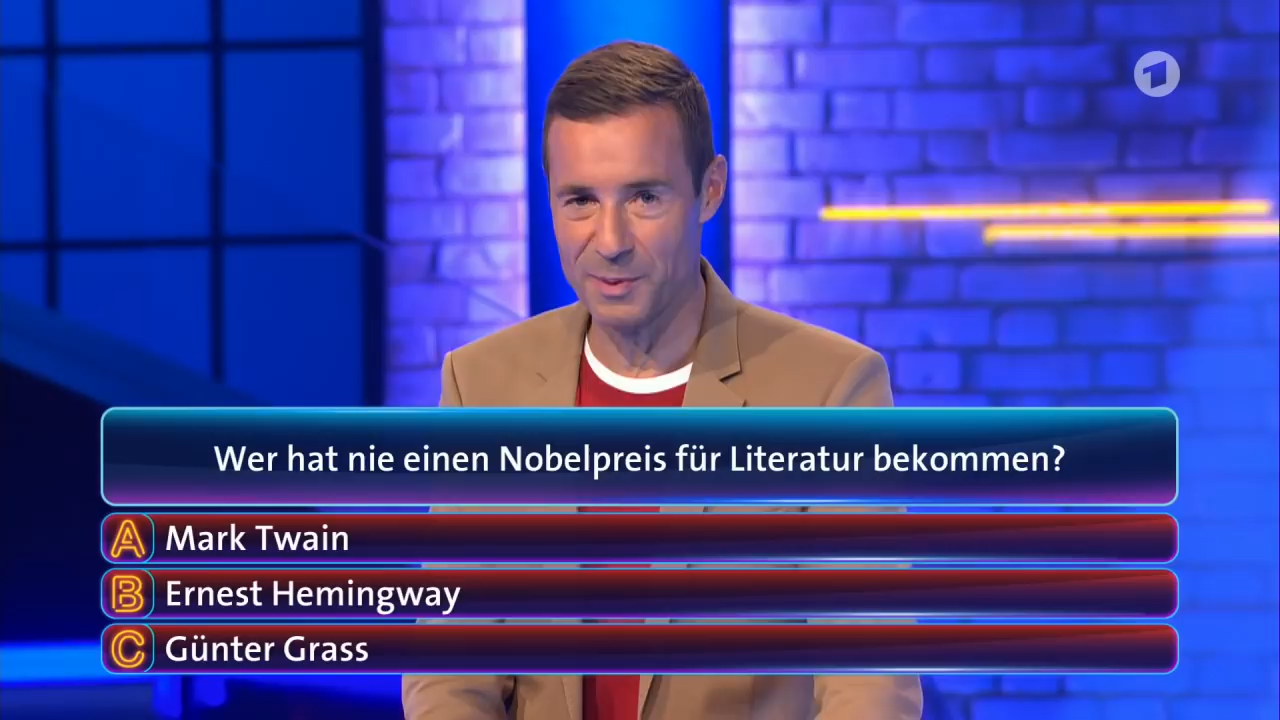 1
Wer hat nie einen Nobelpreis für Literatur bekommen?
A Mark Twain
B Ernest Hemingway
C Günter Grass